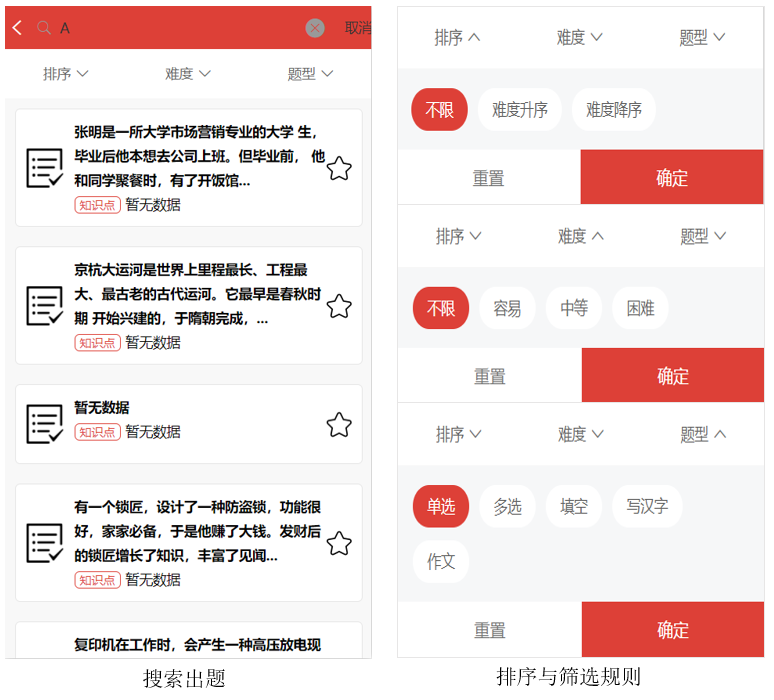 A
取消
排序
难度
题型
张明是一所大学市场营销专业的大学 生，
毕业后他本想去公司上班。但毕业前， 他
和同学聚餐时，有了开饭馆...
知识点 暂无数据
京杭大运河是世界上里程最长、工程最
大、最古老的古代运河。它最早是春秋时
期 开始兴建的，于隋朝完成，...
知识点 暂无数据
暂无数据
知识点 暂无数据
有一个锁匠，设计了一种防盗锁，功能很
好，家家必备，于是他赚了大钱。发财后
的锁匠增长了知识，丰富了见闻...
知识点 暂无数据
复印机在工作时，会产生一种高压放电现
搜索出题
排序
难度
题型
不限
难度升序
难度降序
重置
确定
排序
难度
题型
不限
容易
中等
困难
重置
确定
排序
难度
题型
单选
多选
填空
写汉字
作文
重置
确定
排序与筛选规则